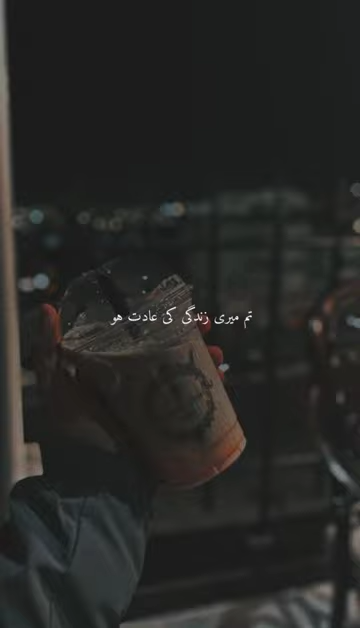 تم میری زندگی کی عادت ہو